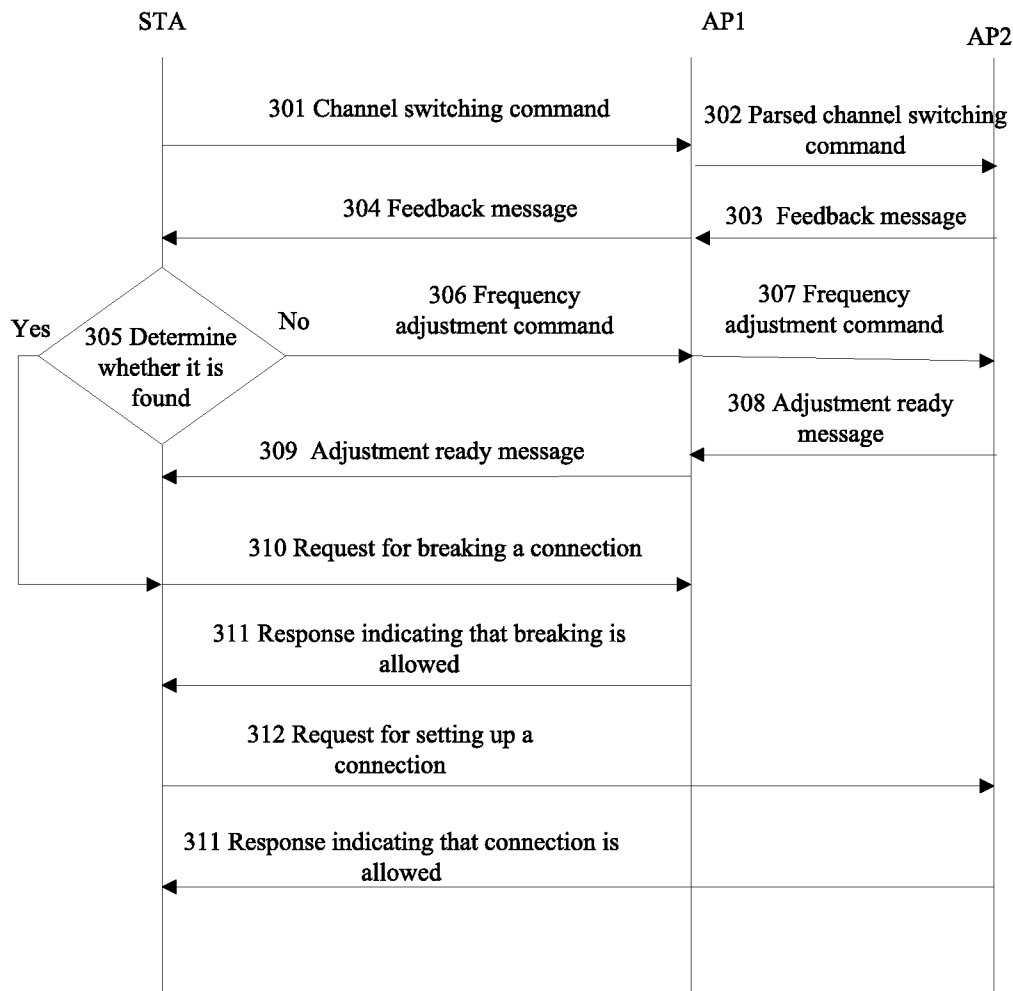 STA
AP1
AP2
301 Channel switching command
302 Parsed channel switching
command
304 Feedback message
303 Feedback message
Yes
305 Determine
whether it is
found
No
306 Frequency
adjustment command
307 Frequency
adjustment command
308 Adjustment ready
message
309 Adjustment ready message
310 Request for breaking a connection
311 Response indicating that breaking is
allowed
312 Request for setting up a
connection
311 Response indicating that connection is
allowed